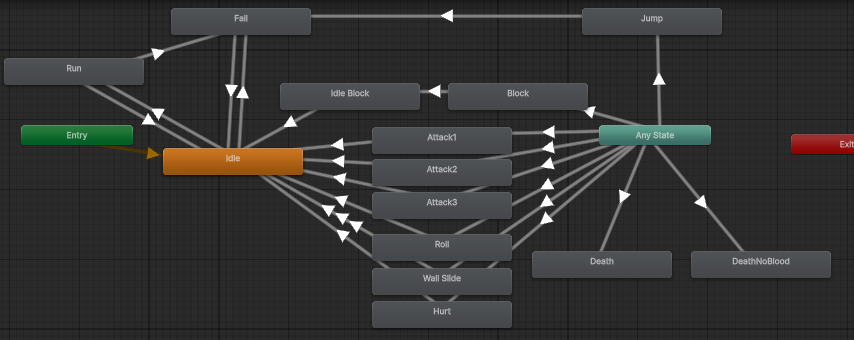 Fall
Jump
Run
Idle Block
Block
Entry
Attack1
Any State
Exit
Idle
Attack2
Attack3
Roll
Wall Slide
Death
DeathNoBlood
Hurt